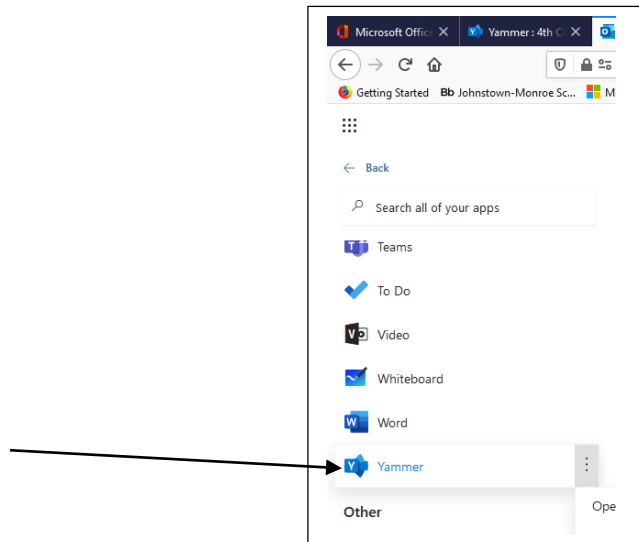 Microsoft Office Yammer : 4th C
Getting Started Bb Johnstown-Monroe Sc... M
Back
Search all of your apps
Teams
To Do
Video
Whiteboard
Word
Yammer
Other
Ope